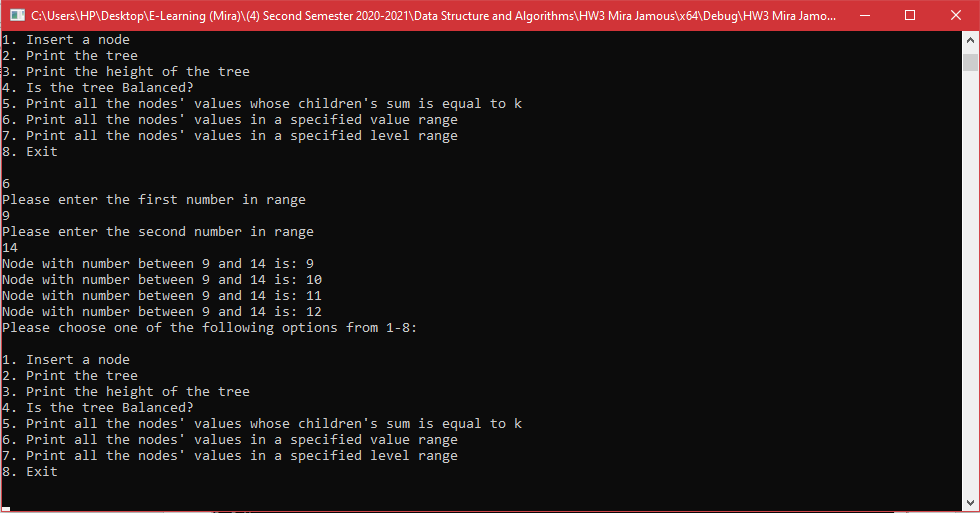 C:\Users\HP\Desktop\E-Learning (Mira)\(4) Second Semester 2020-2021\Data Structure and Algorithms\HW3 Mira Jamous\x64\Debug\HW3 Mira Jamo...
1. Insert a node
2. Print the tree
3. Print the height of the tree
4. Is the tree Balanced?
5. Print all the nodes' values whose children's sum is equal to k
6. Print all the nodes' values in a specified value range
7. Print all the nodes' values in a specified level range
8. Exit
6
Please enter the first number in range
9
Please enter the second number in range
14
Node with number between 9 and 14 is: 9
Node with number between 9 and 14 is: 10
Node with number between 9 and 14 is: 11
Node with number between 9 and 14 is: 12
Please choose one of the following options from 1-8:
1. Insert a node
2. Print the tree
3. Print the height of the tree
4. Is the tree Balanced?
5. Print all the nodes' values whose children's sum is equal to k
6. Print all the nodes' values in a specified value range
7. Print all the nodes' values in a specified level range
8. Exit